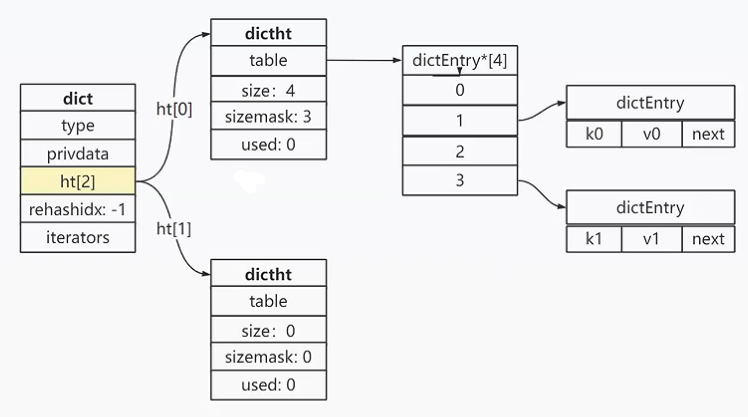 dict
type
privdata
ht[2]
rehashidx: -1
iterators
ht[0]
ht[1]
dictht
table
size: 4
sizemask: 3
used: 0
dictht
table
size: 0
sizemask: 0
used: 0
dictEntry*[4]
0
1
2
3
dictEntry
k0 v0 next
dictEntry
k1 v1 next